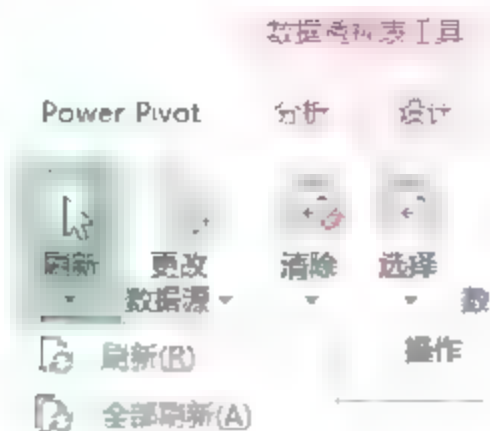 数据透视表工具
Power Pivot 分析 设计
刷新 更改 清除 选择
数据源 数
刷新(R) 操作
全部刷新(A)